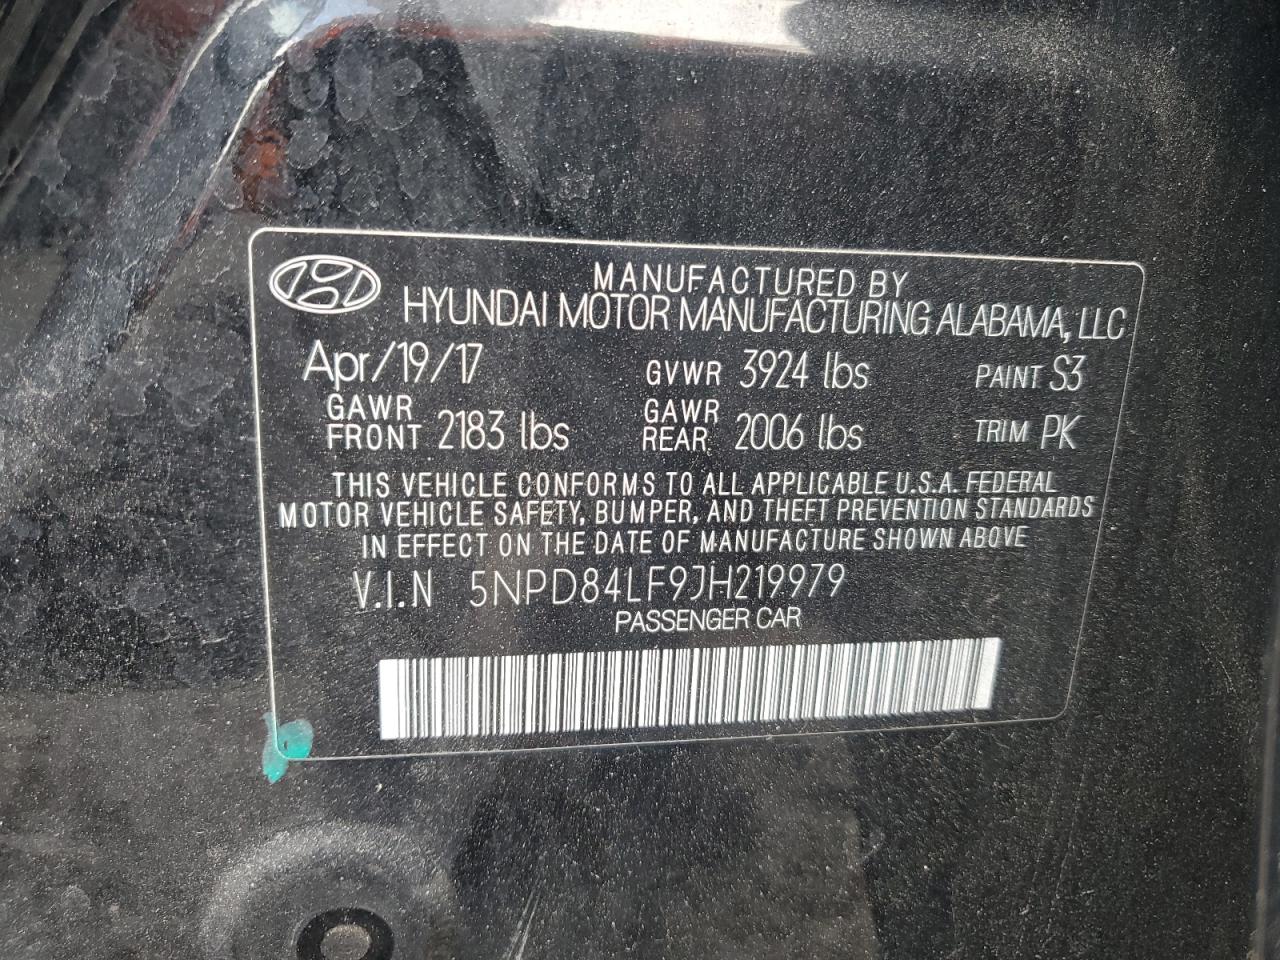 MANUFACTURED BY
HYUNDAI MOTOR MANUFACTURING ALABAMA, LLC
Apr/19/17 GVWR 3924 lbs PAINT S3
GAWR FRONT 2183 lbs GAWR REAR 2006 lbs TRIM PK
THIS VEHICLE CONFORMS TO ALL APPLICABLE U.S.A. FEDERAL
MOTOR VEHICLE SAFETY, BUMPER, AND THEFT PREVENTION STANDARDS
IN EFFECT ON THE DATE OF MANUFACTURE SHOWN ABOVE
V.I.N 5NPD84LF9JH219979
PASSENGER CAR